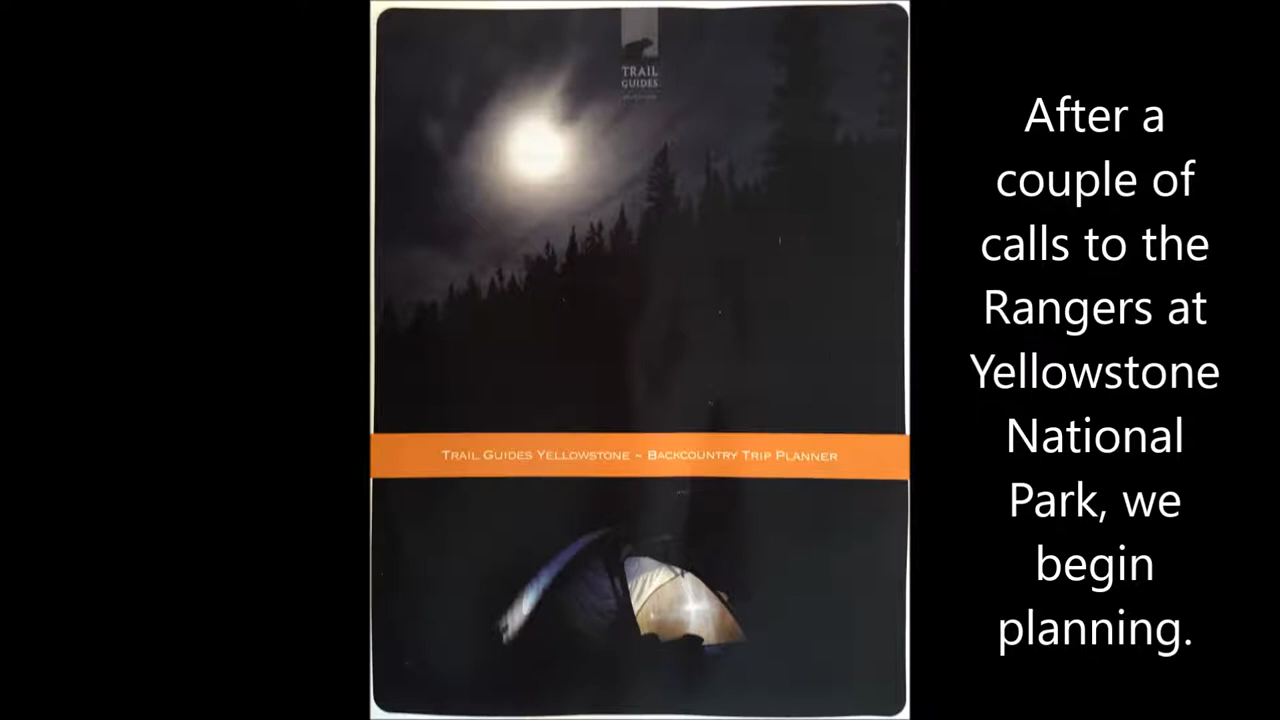 TRAIL
GUIDES
TRAIL GUIDES YELLOWSTONE ~ BACKCOUNTRY TRIP PLANNER
After a
couple of
calls to the
Rangers at
Yellowstone
National
Park, we
begin
planning.